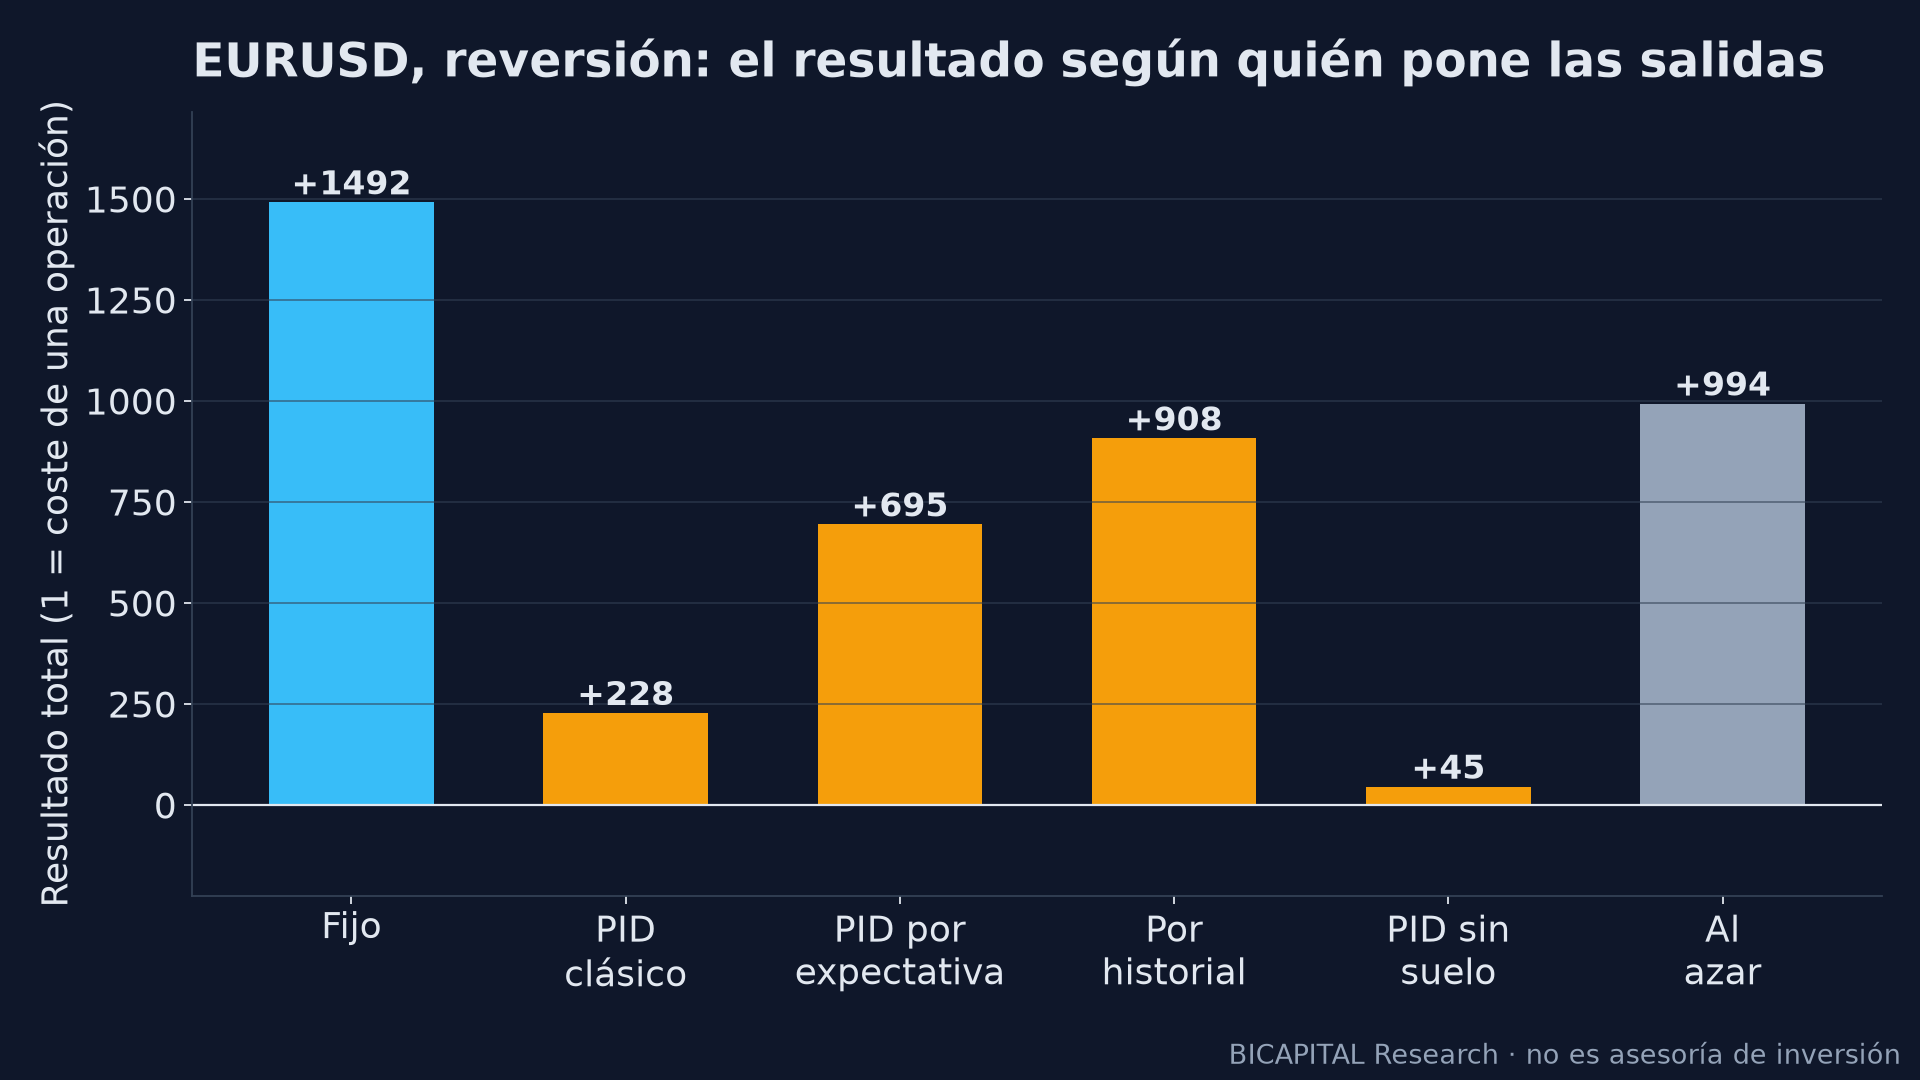 EURUSD, reversión: el resultado según quién pone las salidas
Resultado total (1 = coste de una operación)
1500
1250
1000
750
500
250
0
+1492
+228
+695
+908
+45
+994
Fijo
PID
clásico
PID por
expectativa
Por
historial
PID sin
suelo
Al
azar
BICAPITAL Research · no es asesoría de inversión